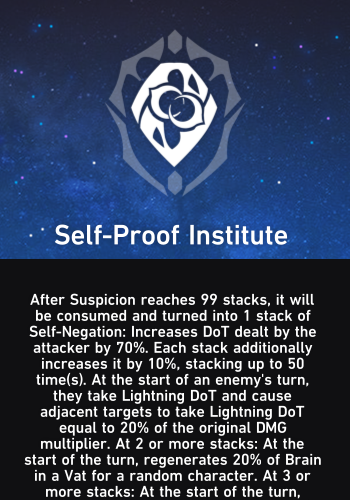 Self-Proof Institute
After Suspicion reaches 99 stacks, it will
be consumed and turned into 1 stack of
Self-Negation: Increases DoT dealt by the
attacker by 70%. Each stack additionally
increases it by 10%, stacking up to 50
time(s). At the start of an enemy's turn,
they take Lightning DoT and cause
adjacent targets to take Lightning DoT
equal to 20% of the original DMG
multiplier. At 2 or more stacks: At the
start of the turn, regenerates 20% of Brain
in a Vat for a random character. At 3 or
more stacks: At the start of the turn,